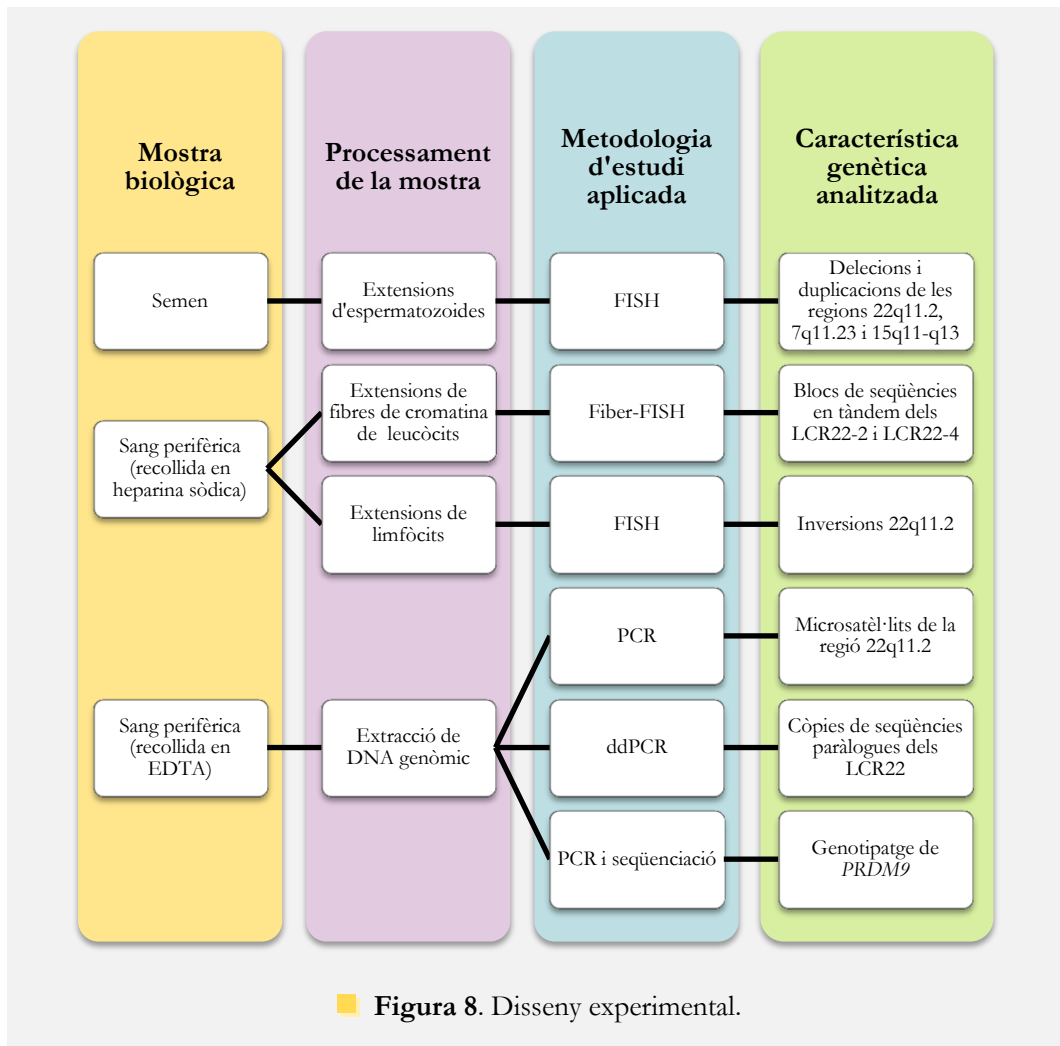 Mostra
biològica
Processament
de la mostra
Metodologia
d'estudi
aplicada
Característica
genètica
analitzada
Semen
Extensions
d'espermatozoides
FISH
Delecions i
duplicacions de les
regions 22q11.2,
7q11.23 i 15q11-q13
Sang perifèrica
(recollida en
heparina sòdica)
Extensions de
fibres de cromatina
de leucòcits
Fiber-FISH
Blocs de seqüències
en tàndem dels
LCR22-2 i LCR22-4
Extensions de
limfòcits
FISH
Inversions 22q11.2
Sang perifèrica
(recollida en
EDTA)
Extracció de
DNA genòmic
PCR
Microsatèl·lits de la
regió 22q11.2
ddPCR
Còpies de seqüències
paràlogues dels
LCR22
PCR i seqüenciació
Genotipatge de
PRDM9
Figura 8. Disseny experimental.